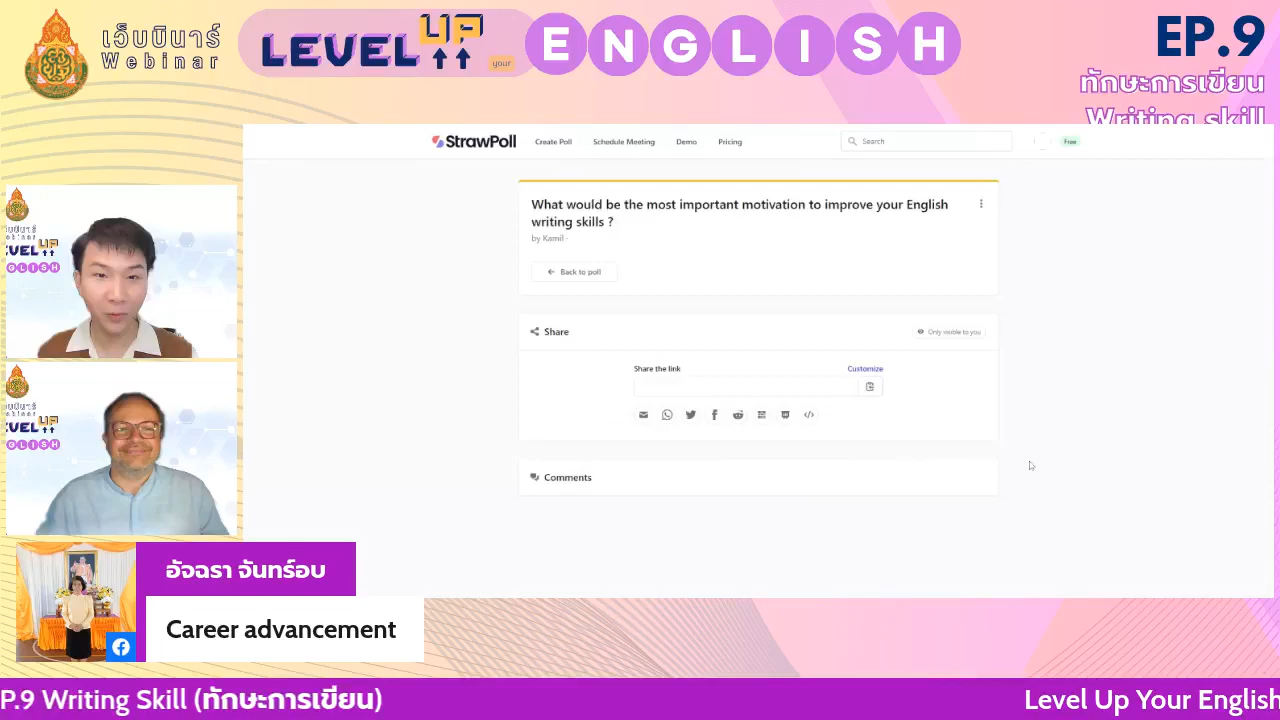 เว็บบินาร์
Webinar
LEVEL UP
your
ENGLISH
EP.9
ทักษะการเขียน
Writing skill
StrawPoll
Create Poll
Schedule Meeting
Demo
Pricing
Search
Free
What would be the most important motivation to improve your English
writing skills ?
by Kamil ·
Back to poll
Share
Only visible to you
Share the link
Customize
Comments
อัจฉรา จันทร์อบ
Career advancement
P.9 Writing Skill (ทักษะการเขียน)
Level Up Your English